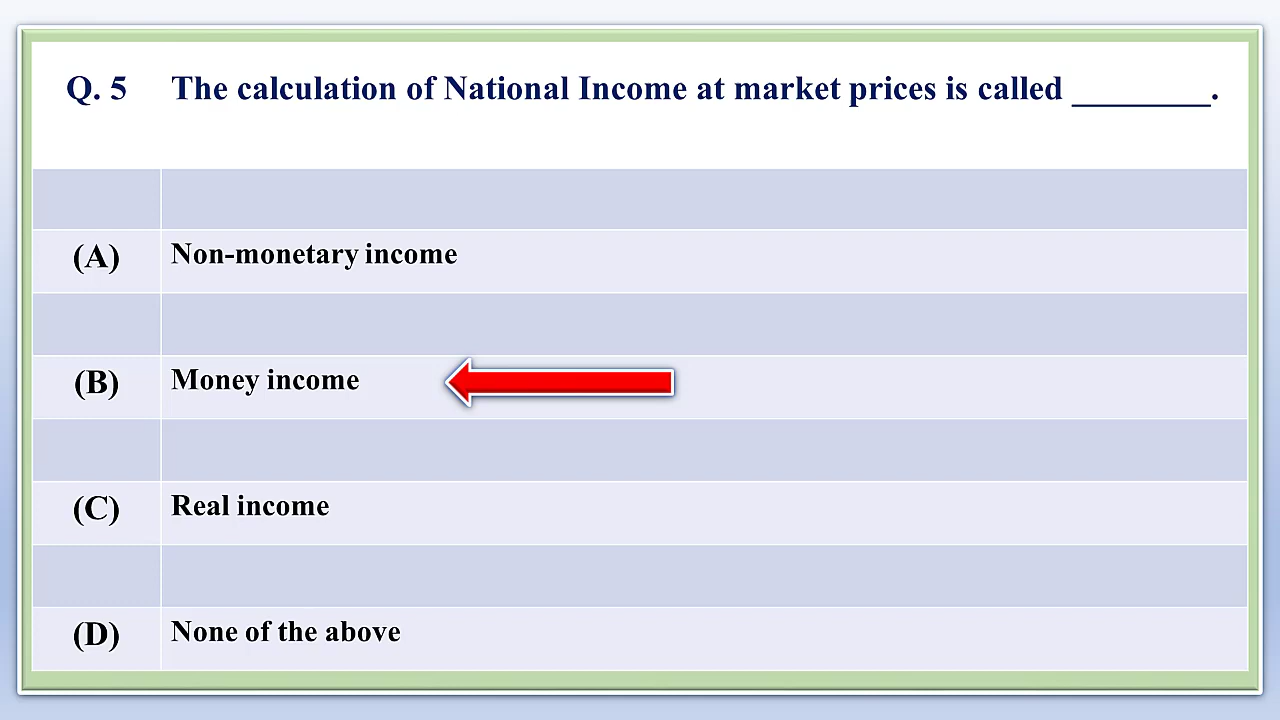 Q. 5 The calculation of National Income at market prices is called ________.
(A) Non-monetary income
(B) Money income
(C) Real income
(D) None of the above